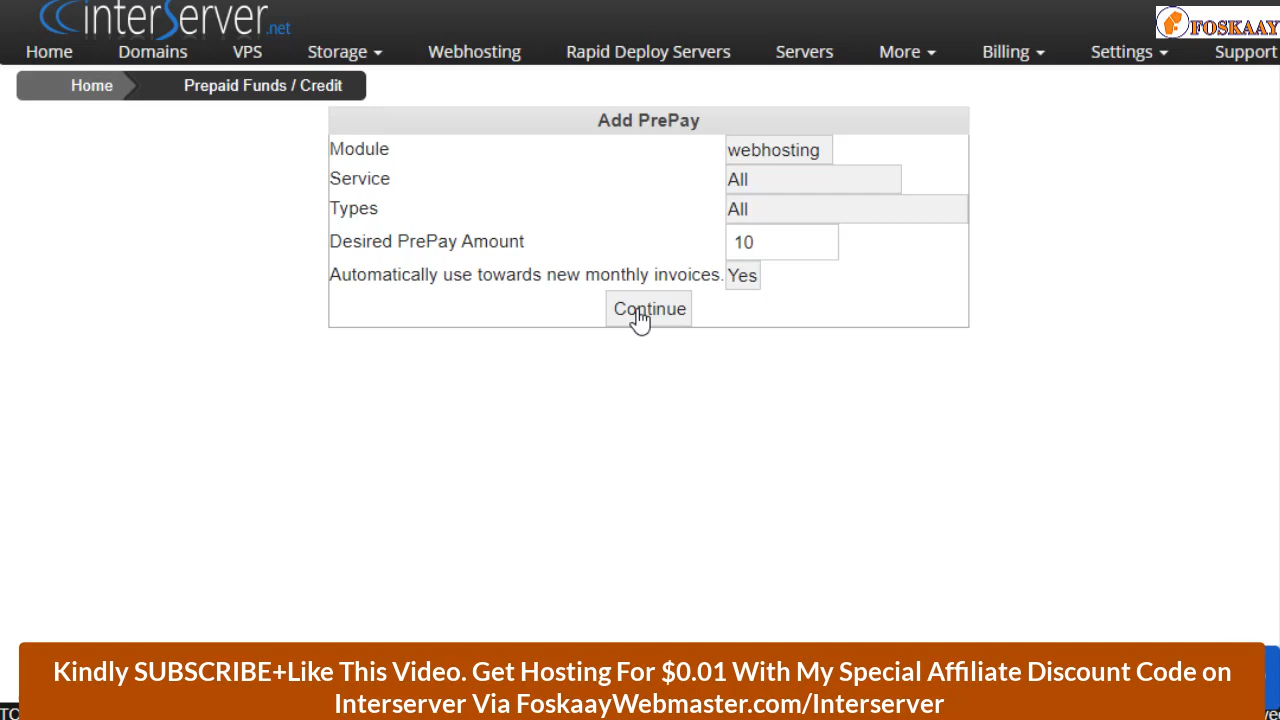 interServer.net
FOSKAAY
Home Domains VPS Storage Webhosting Rapid Deploy Servers Servers More Billing Settings Support
Home Prepaid Funds / Credit
Add PrePay
Module webhosting
Service All
Types All
Desired PrePay Amount 10
Automatically use towards new monthly invoices. Yes
Continue
Kindly SUBSCRIBE+Like This Video. Get Hosting For $0.01 With My Special Affiliate Discount Code on
Interserver Via FoskaayWebmaster.com/Interserver